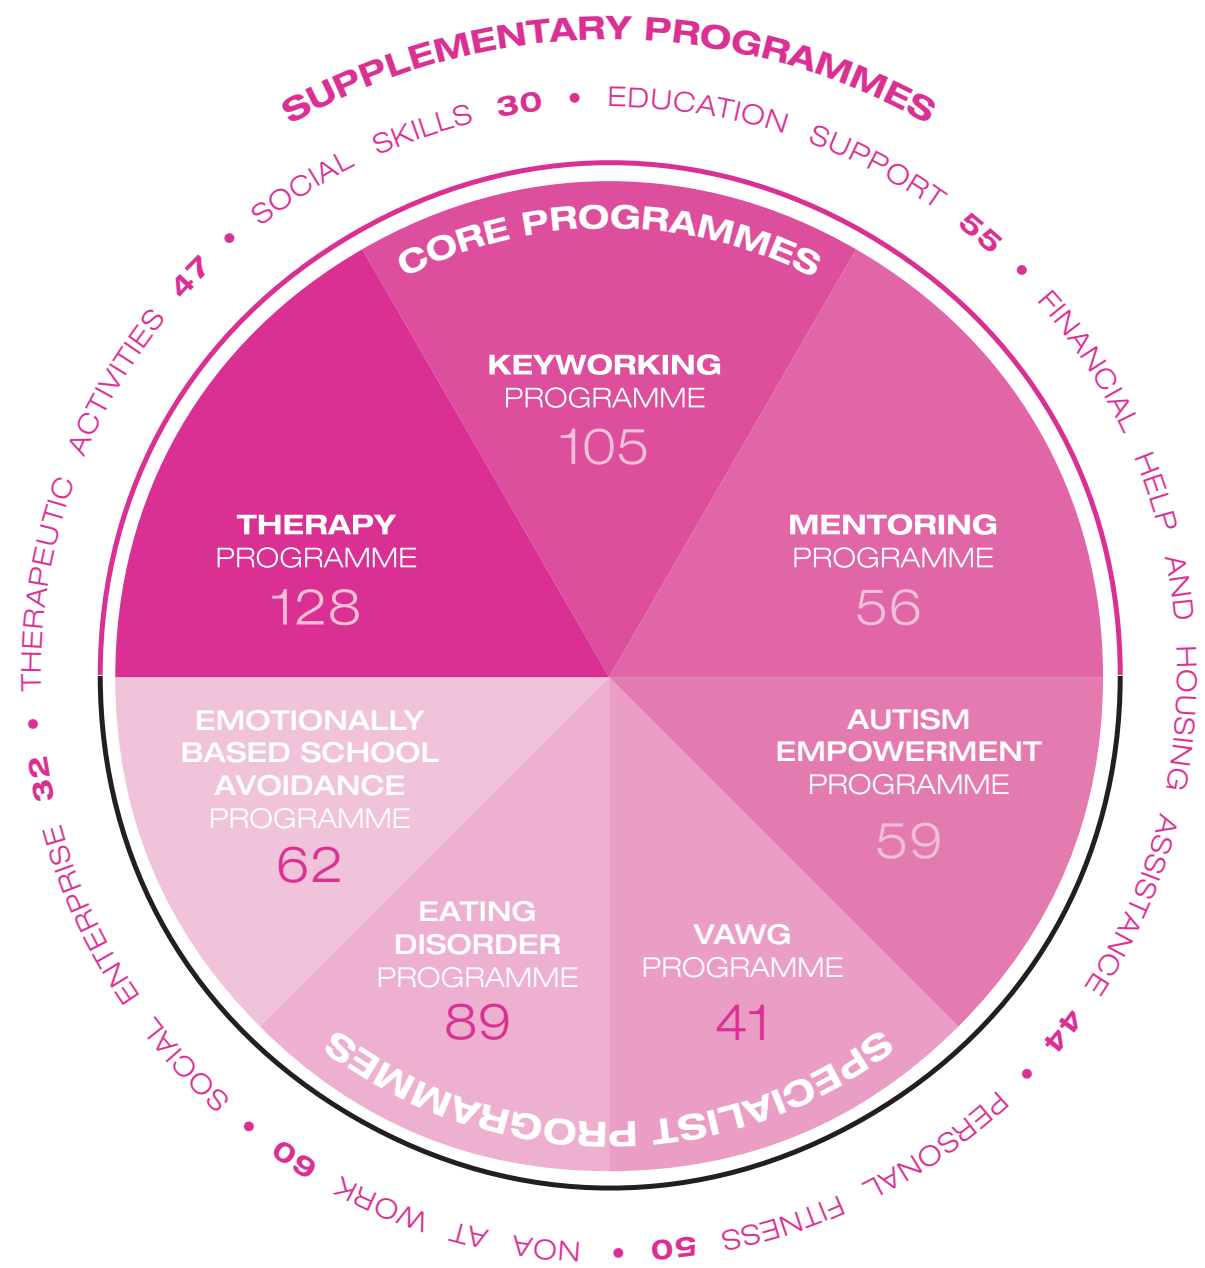 SUPPLEMENTARY PROGRAMMES
SOCIAL SKILLS 30 • EDUCATION SUPPORT 55 • FINANCIAL HELP AND HOUSING ASSISTANCE 44 • PERSONAL FITNESS 50 • NOA AT WORK 60 • SOCIAL ENTERPRISE 32 • THERAPEUTIC ACTIVITIES 47 •
CORE PROGRAMMES
KEYWORKING
PROGRAMME
105
THERAPY
PROGRAMME
128
MENTORING
PROGRAMME
56
EMOTIONALLY
BASED SCHOOL
AVOIDANCE
PROGRAMME
62
AUTISM
EMPOWERMENT
PROGRAMME
59
EATING
DISORDER
PROGRAMME
89
VAWG
PROGRAMME
41
SPECIALIST PROGRAMMES